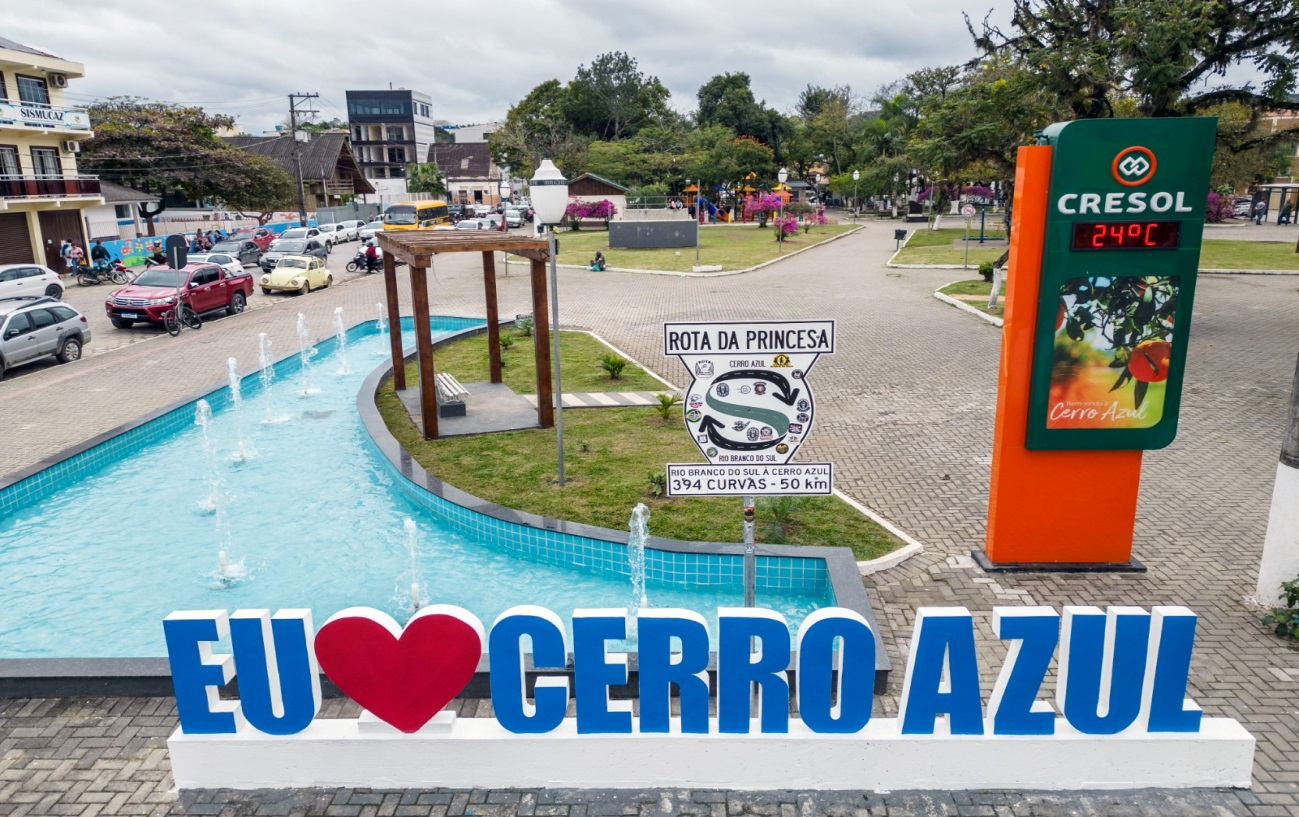 SISMUCAZ
CRESOL
24°C
ROTA DA PRINCESA
CERRO AZUL
RIO BRANCO DO SUL
RIO BRANCO DO SUL À CERRO AZUL
394 CURVAS - 50 km
Cerro Azul
EU CERRO AZUL